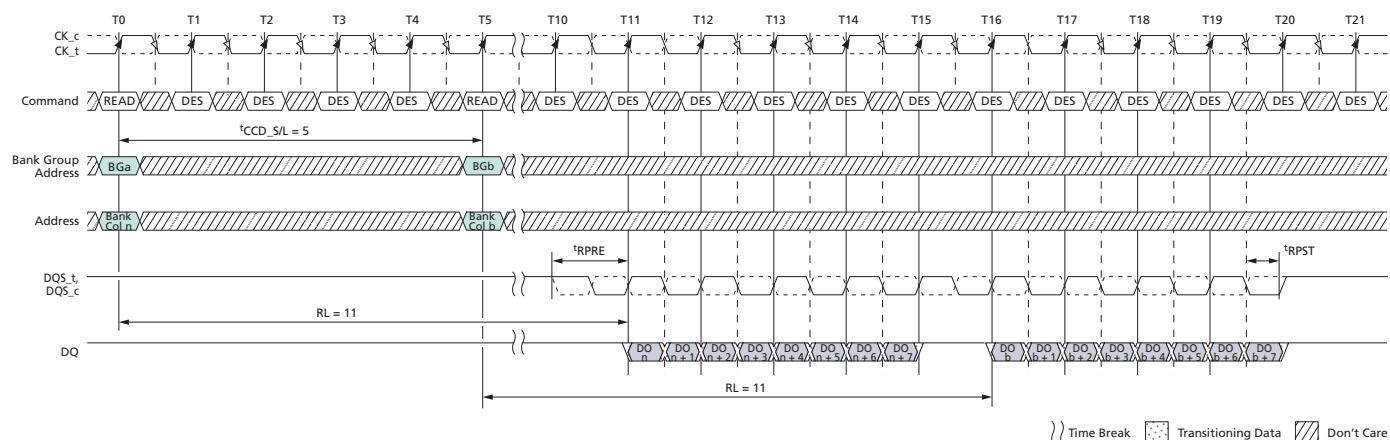 T0 T1 T2 T3 T4 T5 T10 T11 T12 T13 T14 T15 T16 T17 T18 T19 T20 T21
CK_c
CK_t
Command READ DES DES DES DES READ DES DES DES DES DES DES DES DES DES DES DES DES
tCCD_S/L = 5
Bank Group
Address
BGa BGb
Address
Bank
Col n
Bank
Col b
tRPRE tRPST
DQS_t,
DQS_c
RL = 11
DQ
DO
n
DO
n + 1
DO
n + 2
DO
n + 3
DO
n + 4
DO
n + 5
DO
n + 6
DO
n + 7
DO
b
DO
b + 1
DO
b + 2
DO
b + 3
DO
b + 4
DO
b + 5
DO
b + 6
DO
b + 7
RL = 11
Time Break Transitioning Data Don't Care